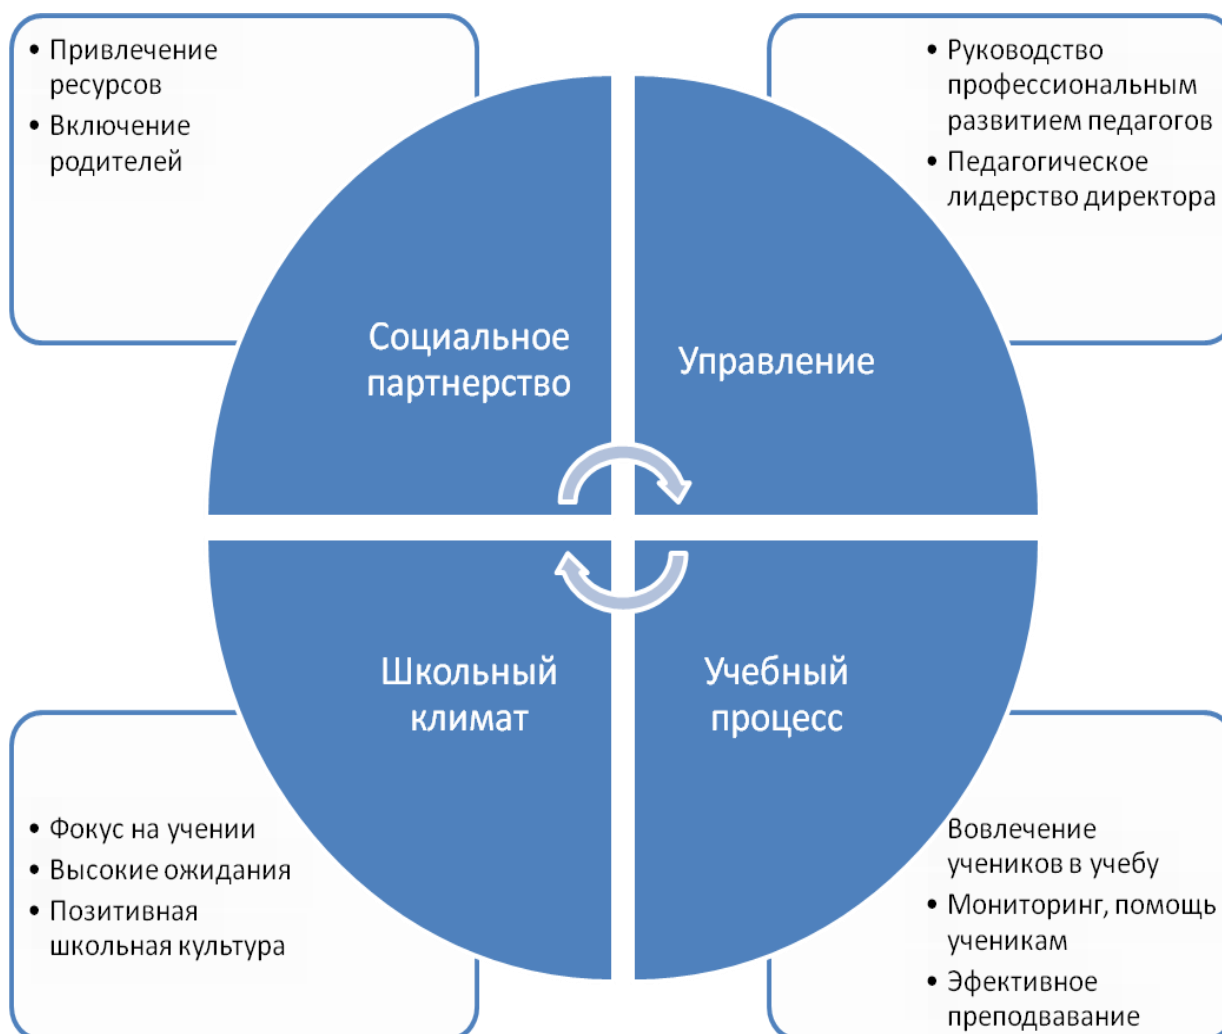 • Привлечение
ресурсов
• Включение
родителей
• Руководство
профессиональным
развитием педагогов
• Педагогическое
лидерство директора
Социальное
партнерство
Управление
Школьный
климат
Учебный
процесс
• Фокус на учении
• Высокие ожидания
• Позитивная
школьная культура
Вовлечение
учеников в учебу
• Мониторинг, помощь
ученикам
• Эфективное
преподвавание